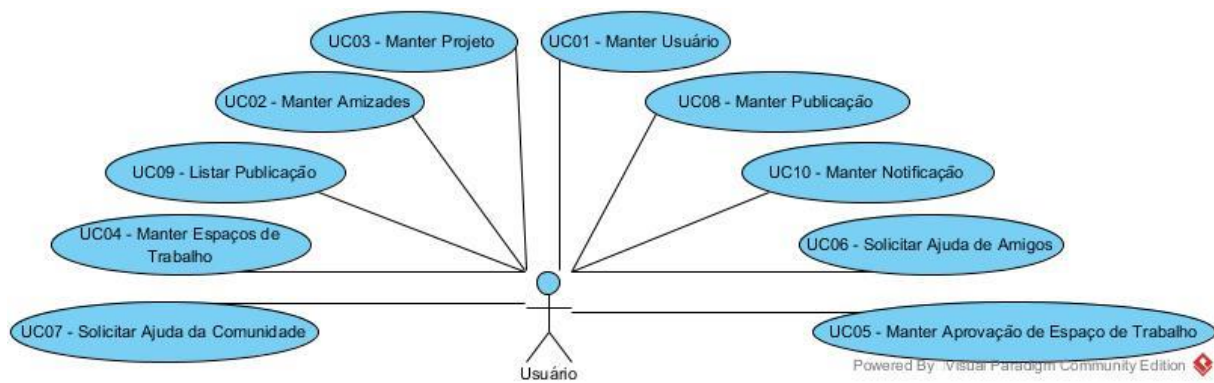 UC03 - Manter Projeto
UC01 - Manter Usuário
UC02 - Manter Amizades
UC08 - Manter Publicação
UC09 - Listar Publicação
UC10 - Manter Notificação
UC04 - Manter Espaços de
Trabalho
UC06 - Solicitar Ajuda de Amigos
UC07 - Solicitar Ajuda da Comunidade
UC05 - Manter Aprovação de Espaço de Trabalho
Usuário
Powered By Visual Paradigm Community Edition